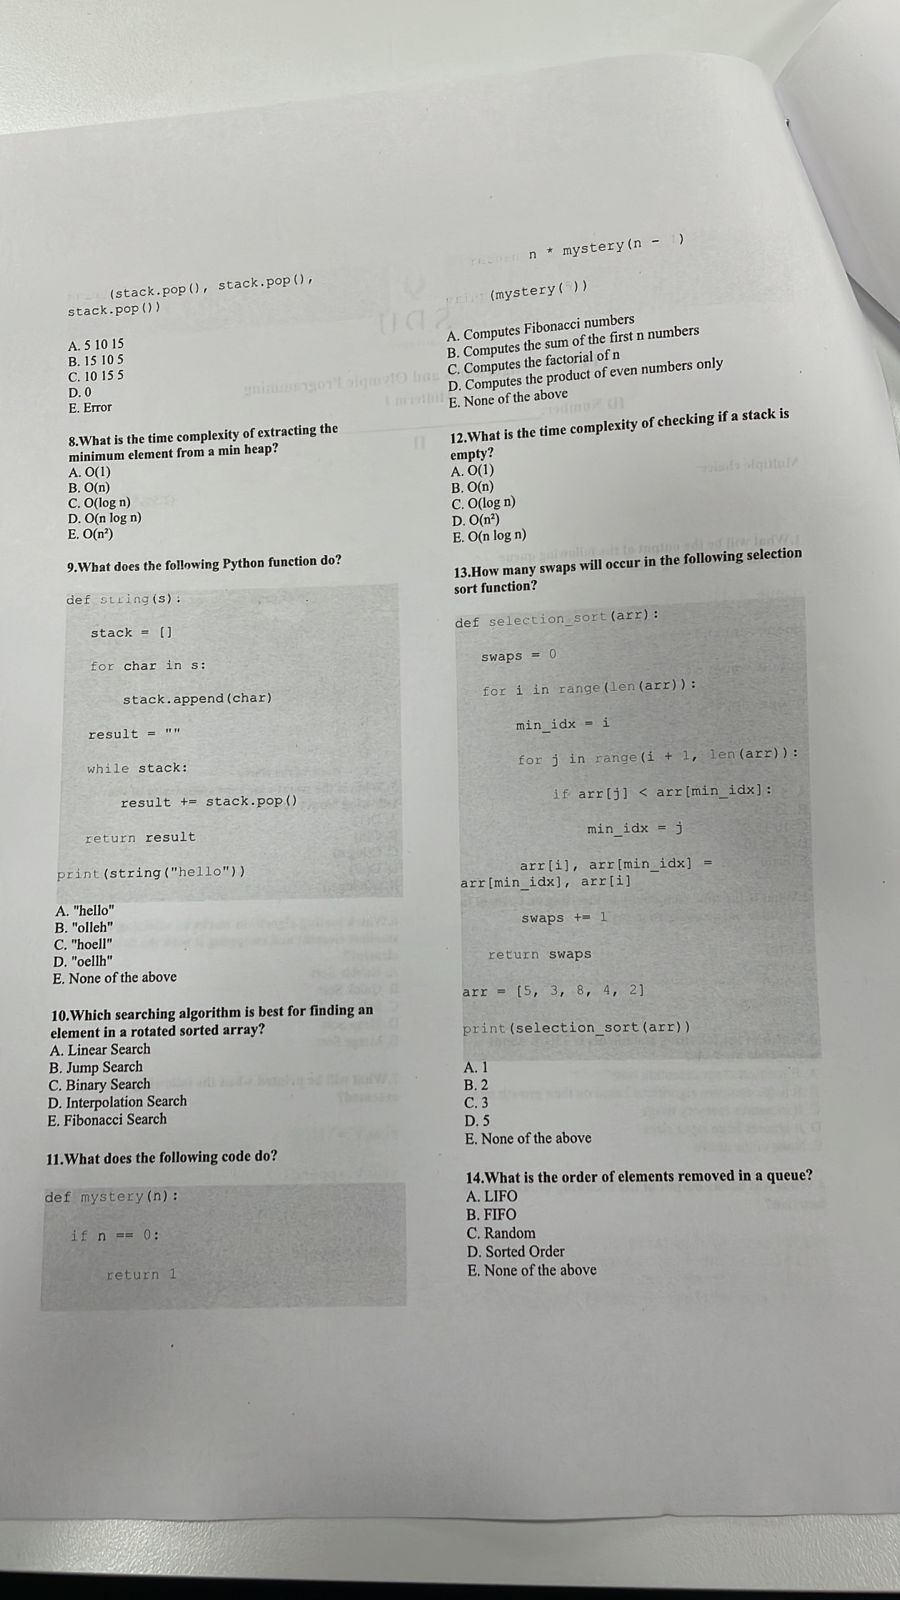 (stack.pop(), stack.pop(),
stack.pop())
A. 5 10 15
B. 15 10 5
C. 10 15 5
D. 0
E. Error
8.What is the time complexity of extracting the
minimum element from a min heap?
A. O(1)
B. O(n)
C. O(log n)
D. O(n log n)
E. O(n²)
9.What does the following Python function do?
def string(s):
stack = []
for char in s:
stack.append(char)
result = ""
while stack:
result += stack.pop()
return result
print(string("hello"))
A. "hello"
B. "olleh"
C. "hoell"
D. "oellh"
E. None of the above
10.Which searching algorithm is best for finding an
element in a rotated sorted array?
A. Linear Search
B. Jump Search
C. Binary Search
D. Interpolation Search
E. Fibonacci Search
11.What does the following code do?
def mystery(n):
if n == 0:
return 1
n * mystery(n - )
(mystery( ))
A. Computes Fibonacci numbers
B. Computes the sum of the first n numbers
C. Computes the factorial of n
D. Computes the product of even numbers only
E. None of the above
12.What is the time complexity of checking if a stack is
empty?
A. O(1)
B. O(n)
C. O(log n)
D. O(n²)
E. O(n log n)
13.How many swaps will occur in the following selection
sort function?
def selection_sort(arr):
swaps = 0
for i in range(len(arr)):
min_idx = i
for j in range(i + 1, len(arr)):
if arr[j] < arr[min_idx]:
min_idx = j
arr[i], arr[min_idx] =
arr[min_idx], arr[i]
swaps += 1
return swaps
arr = [5, 3, 8, 4, 2]
print(selection_sort(arr))
A. 1
B. 2
C. 3
D. 5
E. None of the above
14.What is the order of elements removed in a queue?
A. LIFO
B. FIFO
C. Random
D. Sorted Order
E. None of the above